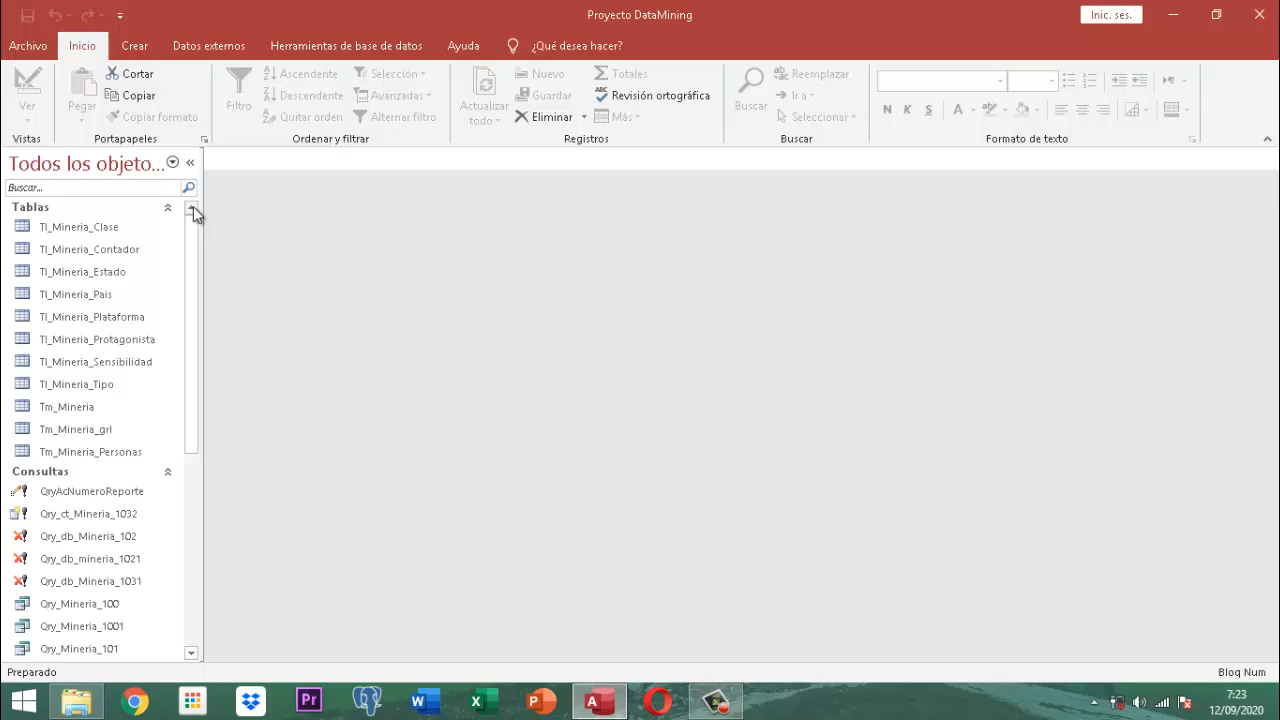 Proyecto DataMining
Inic. ses.
Archivo Inicio Crear Datos externos Herramientas de base de datos Ayuda ¿Qué desea hacer?
Ver
Vistas
Pegar
Cortar
Copiar
Copiar formato
Portapapeles
Filtro
Ascendente
Descendente
Quitar orden
Selección
Avanzadas
Alternar filtro
Ordenar y filtrar
Actualizar
todo
Nuevo
Guardar
Eliminar
Totales
Revisión ortográfica
Más
Registros
Buscar
Reemplazar
Ir a
Seleccionar
Buscar
N K S
A
Formato de texto
Todos los objeto...
Buscar...
Tablas
Tl_Mineria_Clase
Tl_Mineria_Contador
Tl_Mineria_Estado
Tl_Mineria_Pais
Tl_Mineria_Plataforma
Tl_Mineria_Protagonista
Tl_Mineria_Sensibilidad
Tl_Mineria_Tipo
Tm_Mineria
Tm_Mineria_grl
Tm_Mineria_Personas
Consultas
QryAcNumeroReporte
Qry_ct_Mineria_1032
Qry_db_Mineria_102
Qry_db_mineria_1021
Qry_db_Mineria_1031
Qry_Mineria_100
Qry_Mineria_1001
Qry_Mineria_101
Preparado
Bloq Num
7:23
12/09/2020